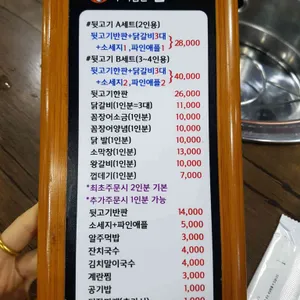 #뒷고기 A세트(2인용)
뒷고기반판+닭갈비3대
+소세지1,파인애플1
28,000
#뒷고기 B세트(3~4인용)
뒷고기한판+닭갈비3대
+소세지2,파인애플2
40,000
뒷고기한판 26,000
닭갈비(1인분=3대) 11,000
꼼장어소금(1인분) 10,000
꼼장어양념(1인분) 10,000
닭 발(1인분) 10,000
소막창(1인분) 13,000
왕갈비(1인분) 10,000
껍데기(1인분) 7,000
*최초주문시 2인분 기본
*추가주문시 1인분 가능
뒷고기반판 14,000
소세지+파인애플 5,000
알주먹밥 3,000
잔치국수 4,000
김치말이국수 4,000
계란찜 3,000
공기밥 1,000